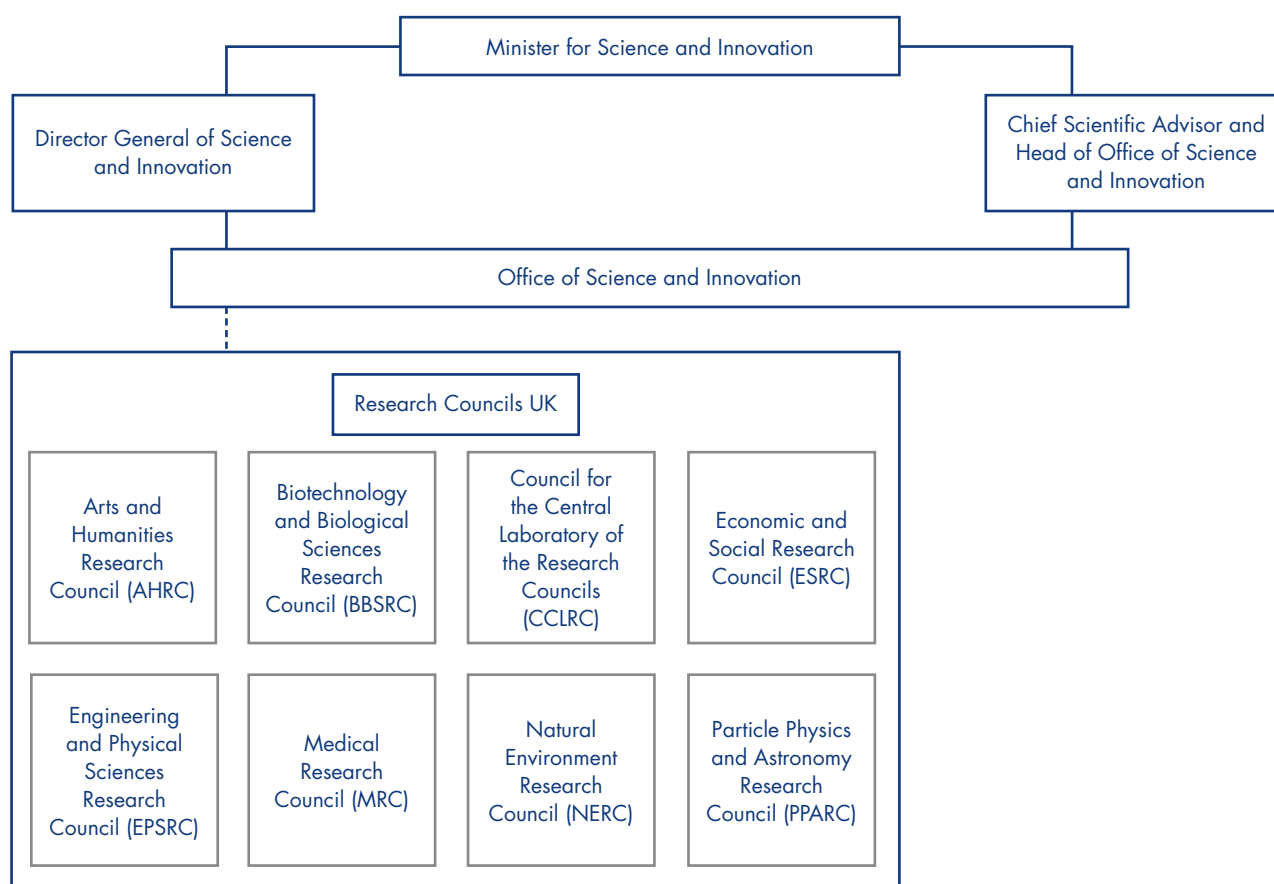 Minister for Science and Innovation
Director General of Science
and Innovation
Chief Scientific Advisor and
Head of Office of Science
and Innovation
Office of Science and Innovation
Research Councils UK
Arts and
Humanities
Research
Council (AHRC)
Biotechnology
and Biological
Sciences
Research
Council (BBSRC)
Council for
the Central
Laboratory of
the Research
Councils
(CCLRC)
Economic and
Social Research
Council (ESRC)
Engineering
and Physical
Sciences
Research
Council (EPSRC)
Medical
Research
Council (MRC)
Natural
Environment
Research
Council (NERC)
Particle Physics
and Astronomy
Research
Council (PPARC)